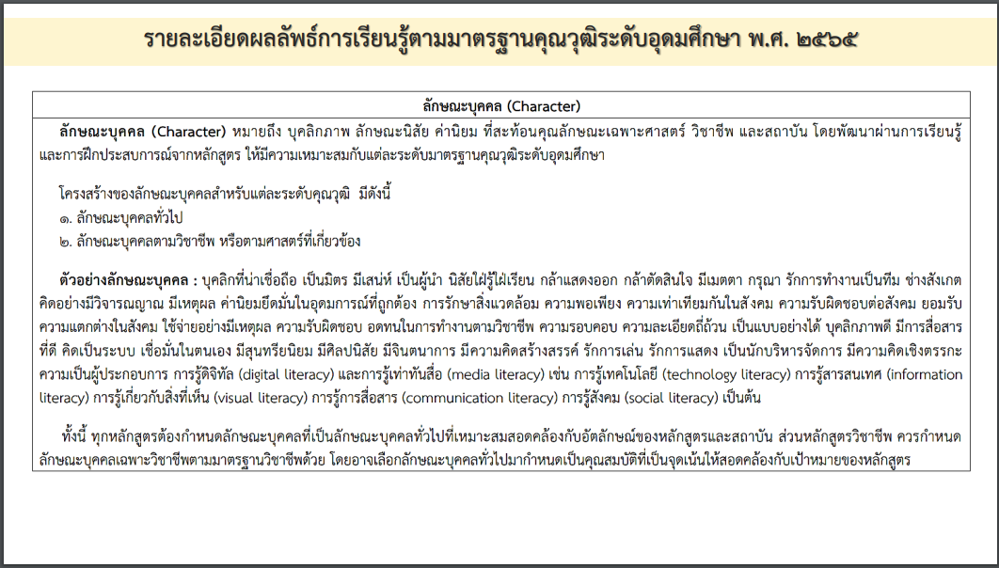 รายละเอียดผลลัพธ์การเรียนรู้ตามมาตรฐานคุณวุฒิระดับอุดมศึกษา พ.ศ. ๒๕๖๕
ลักษณะบุคคล (Character)
ลักษณะบุคคล (Character) หมายถึง บุคลิกภาพ ลักษณะนิสัย ค่านิยม ที่สะท้อนคุณลักษณะเฉพาะศาสตร์ วิชาชีพ และสถาบัน โดยพัฒนาผ่านการเรียนรู้
และการฝึกประสบการณ์จากหลักสูตร ให้มีความเหมาะสมกับแต่ละระดับมาตรฐานคุณวุฒิระดับอุดมศึกษา
โครงสร้างของลักษณะบุคคลสำหรับแต่ละระดับคุณวุฒิ มีดังนี้
๑. ลักษณะบุคคลทั่วไป
๒. ลักษณะบุคคลตามวิชาชีพ หรือตามศาสตร์ที่เกี่ยวข้อง
ตัวอย่างลักษณะบุคคล : บุคลิกที่น่าเชื่อถือ เป็นมิตร มีเสน่ห์ เป็นผู้นำ นิสัยใฝ่รู้ใฝ่เรียน กล้าแสดงออก กล้าตัดสินใจ มีเมตตา กรุณา รักการทำงานเป็นทีม ช่างสังเกต
คิดอย่างมีวิจารณญาณ มีเหตุผล ค่านิยมยึดมั่นในอุดมการณ์ที่ถูกต้อง การรักษาสิ่งแวดล้อม ความพอเพียง ความเท่าเทียมกันในสังคม ความรับผิดชอบต่อสังคม ยอมรับ
ความแตกต่างในสังคม ใช้จ่ายอย่างมีเหตุผล ความรับผิดชอบ อดทนในการทำงานตามวิชาชีพ ความรอบคอบ ความละเอียดถี่ถ้วน เป็นแบบอย่างได้ บุคลิกภาพดี มีการสื่อสาร
ที่ดี คิดเป็นระบบ เชื่อมั่นในตนเอง มีสุนทรียนิยม มีศิลปนิสัย มีจินตนาการ มีความคิดสร้างสรรค์ รักการเล่น รักการแสดง เป็นนักบริหารจัดการ มีความคิดเชิงตรรกะ
ความเป็นผู้ประกอบการ การรู้ดิจิทัล (digital literacy) และการรู้เท่าทันสื่อ (media literacy) เช่น การรู้เทคโนโลยี (technology literacy) การรู้สารสนเทศ (information
literacy) การรู้เกี่ยวกับสิ่งที่เห็น (visual literacy) การรู้การสื่อสาร (communication literacy) การรู้สังคม (social literacy) เป็นต้น
ทั้งนี้ ทุกหลักสูตรต้องกำหนดลักษณะบุคคลที่เป็นลักษณะบุคคลทั่วไปที่เหมาะสมสอดคล้องกับอัตลักษณ์ของหลักสูตรและสถาบัน ส่วนหลักสูตรวิชาชีพ ควรกำหนด
ลักษณะบุคคลเฉพาะวิชาชีพตามมาตรฐานวิชาชีพด้วย โดยอาจเลือกลักษณะบุคคลทั่วไปมากำหนดเป็นคุณสมบัติที่เป็นจุดเน้นให้สอดคล้องกับเป้าหมายของหลักสูตร